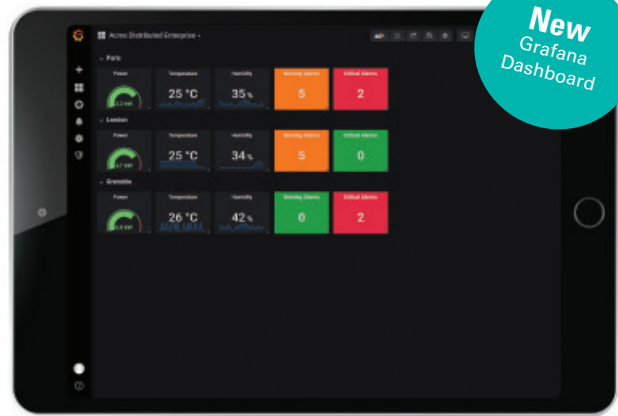 New
Grafana
Dashboard
Acme Distributed Enterprise
Paris
Power Temperature Humidity Warning Alarms Critical Alarms
25 °C 35 % 5 2
London
Power Temperature Humidity Warning Alarms Critical Alarms
25 °C 34 % 5 0
Grenoble
Power Temperature Humidity Warning Alarms Critical Alarms
26 °C 42 % 0 2